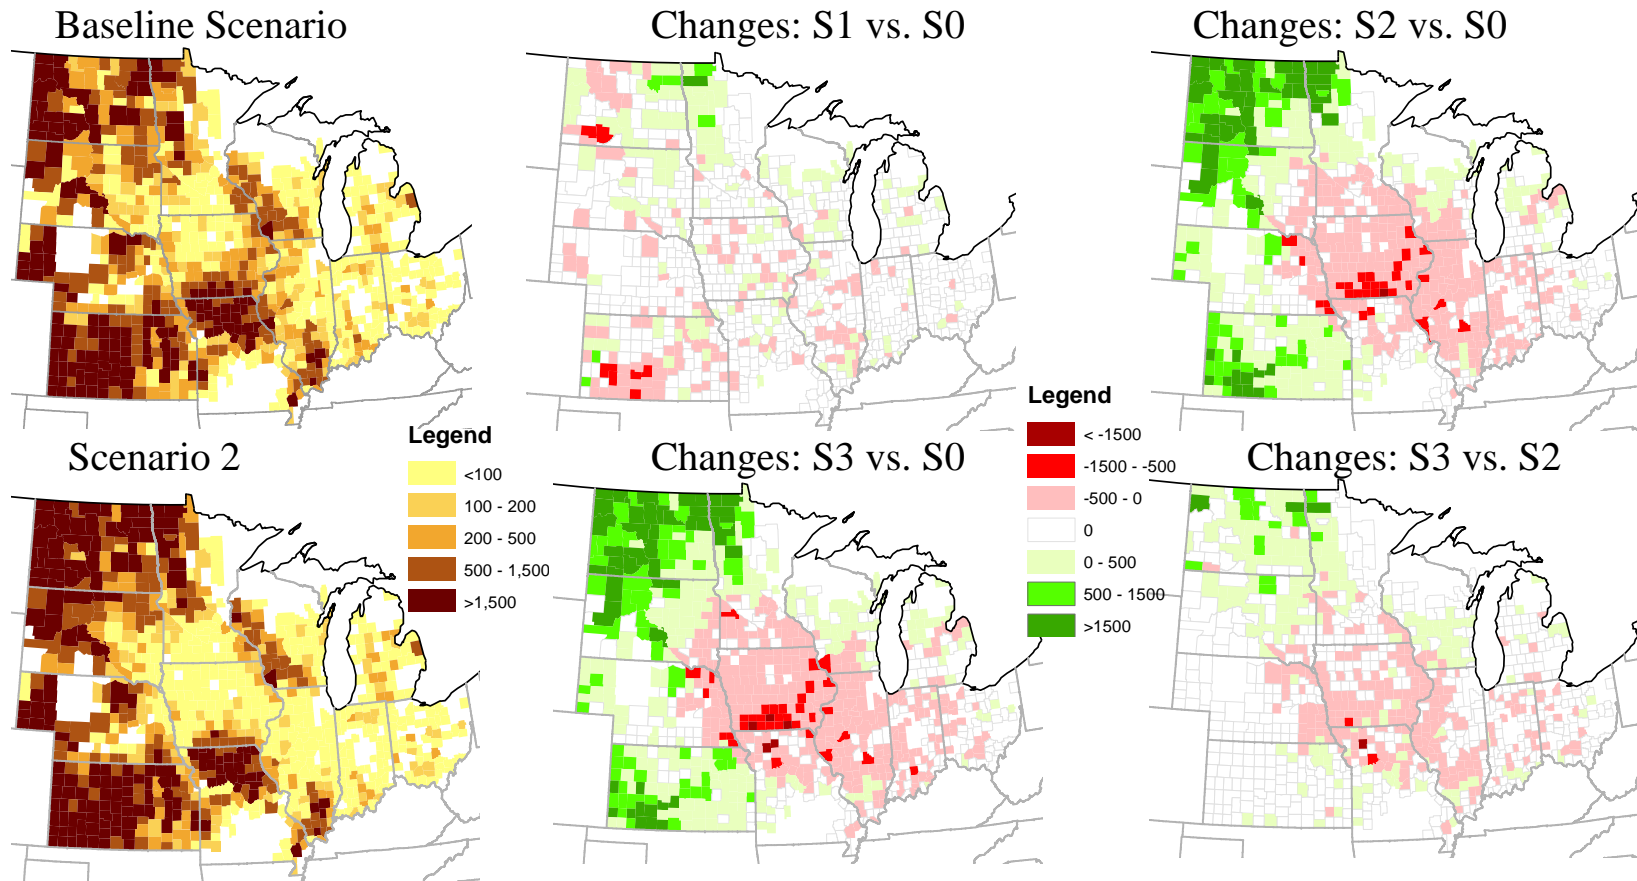 Baseline Scenario
Changes: S1 vs. S0
Changes: S2 vs. S0
Legend
<100
100 - 200
200 - 500
500 - 1,500
>1,500
Legend
< -1500
-1500 - -500
-500 - 0
0
0 - 500
500 - 1500
>1500
Scenario 2
Changes: S3 vs. S0
Changes: S3 vs. S2